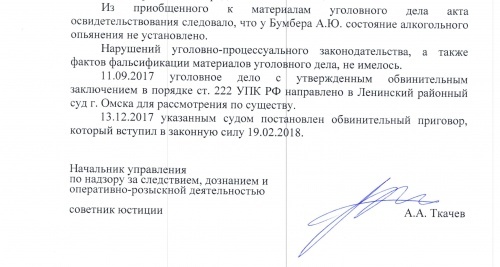 Из приобщенного к материалам уголовного дела акта
освидетельствования следовало, что у Бумбера А.Ю. состояние алкогольного
опьянения не установлено.
Нарушений уголовно-процессуального законодательства, а также
фактов фальсификации материалов уголовного дела, не имелось.
11.09.2017 уголовное дело с утвержденным обвинительным
заключением в порядке ст. 222 УПК РФ направлено в Ленинский районный
суд г. Омска для рассмотрения по существу.
13.12.2017 указанным судом постановлен обвинительный приговор,
который вступил в законную силу 19.02.2018.
Начальник управления
по надзору за следствием, дознанием и
оперативно-розыскной деятельностью
советник юстиции
А.А. Ткачев